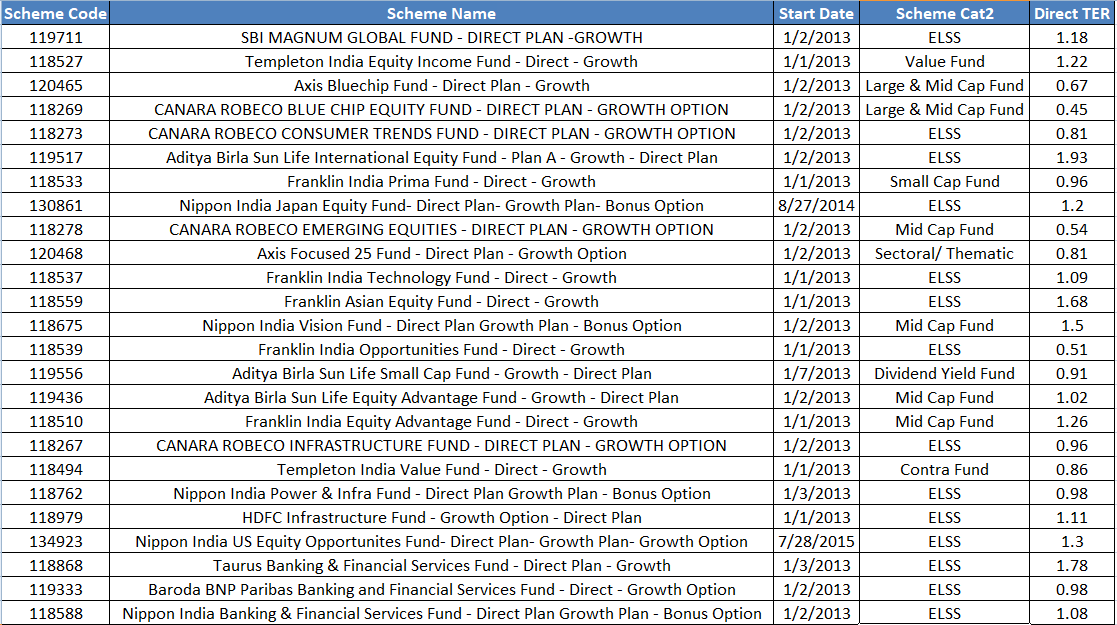 Scheme Code Scheme Name Start Date Scheme Cat2 Direct TER
119711 SBI MAGNUM GLOBAL FUND - DIRECT PLAN -GROWTH 1/2/2013 ELSS 1.18
118527 Templeton India Equity Income Fund - Direct - Growth 1/1/2013 Value Fund 1.22
120465 Axis Bluechip Fund - Direct Plan - Growth 1/2/2013 Large & Mid Cap Fund 0.67
118269 CANARA ROBECO BLUE CHIP EQUITY FUND - DIRECT PLAN - GROWTH OPTION 1/2/2013 Large & Mid Cap Fund 0.45
118273 CANARA ROBECO CONSUMER TRENDS FUND - DIRECT PLAN - GROWTH OPTION 1/2/2013 ELSS 0.81
119517 Aditya Birla Sun Life International Equity Fund - Plan A - Growth - Direct Plan 1/2/2013 ELSS 1.93
118533 Franklin India Prima Fund - Direct - Growth 1/1/2013 Small Cap Fund 0.96
130861 Nippon India Japan Equity Fund- Direct Plan- Growth Plan- Bonus Option 8/27/2014 ELSS 1.2
118278 CANARA ROBECO EMERGING EQUITIES - DIRECT PLAN - GROWTH OPTION 1/2/2013 Mid Cap Fund 0.54
120468 Axis Focused 25 Fund - Direct Plan - Growth Option 1/2/2013 Sectoral/ Thematic 0.81
118537 Franklin India Technology Fund - Direct - Growth 1/1/2013 ELSS 1.09
118559 Franklin Asian Equity Fund - Direct - Growth 1/1/2013 ELSS 1.68
118675 Nippon India Vision Fund - Direct Plan Growth Plan - Bonus Option 1/2/2013 Mid Cap Fund 1.5
118539 Franklin India Opportunities Fund - Direct - Growth 1/1/2013 ELSS 0.51
119556 Aditya Birla Sun Life Small Cap Fund - Growth - Direct Plan 1/7/2013 Dividend Yield Fund 0.91
119436 Aditya Birla Sun Life Equity Advantage Fund - Growth - Direct Plan 1/2/2013 Mid Cap Fund 1.02
118510 Franklin India Equity Advantage Fund - Direct - Growth 1/1/2013 Mid Cap Fund 1.26
118267 CANARA ROBECO INFRASTRUCTURE FUND - DIRECT PLAN - GROWTH OPTION 1/2/2013 ELSS 0.96
118494 Templeton India Value Fund - Direct - Growth 1/1/2013 Contra Fund 0.86
118762 Nippon India Power & Infra Fund - Direct Plan Growth Plan - Bonus Option 1/3/2013 ELSS 0.98
118979 HDFC Infrastructure Fund - Growth Option - Direct Plan 1/1/2013 ELSS 1.11
134923 Nippon India US Equity Opportunites Fund- Direct Plan- Growth Plan- Growth Option 7/28/2015 ELSS 1.3
118868 Taurus Banking & Financial Services Fund - Direct Plan - Growth 1/3/2013 ELSS 1.78
119333 Baroda BNP Paribas Banking and Financial Services Fund - Direct - Growth Option 1/2/2013 ELSS 0.98
118588 Nippon India Banking & Financial Services Fund - Direct Plan Growth Plan - Bonus Option 1/2/2013 ELSS 1.08